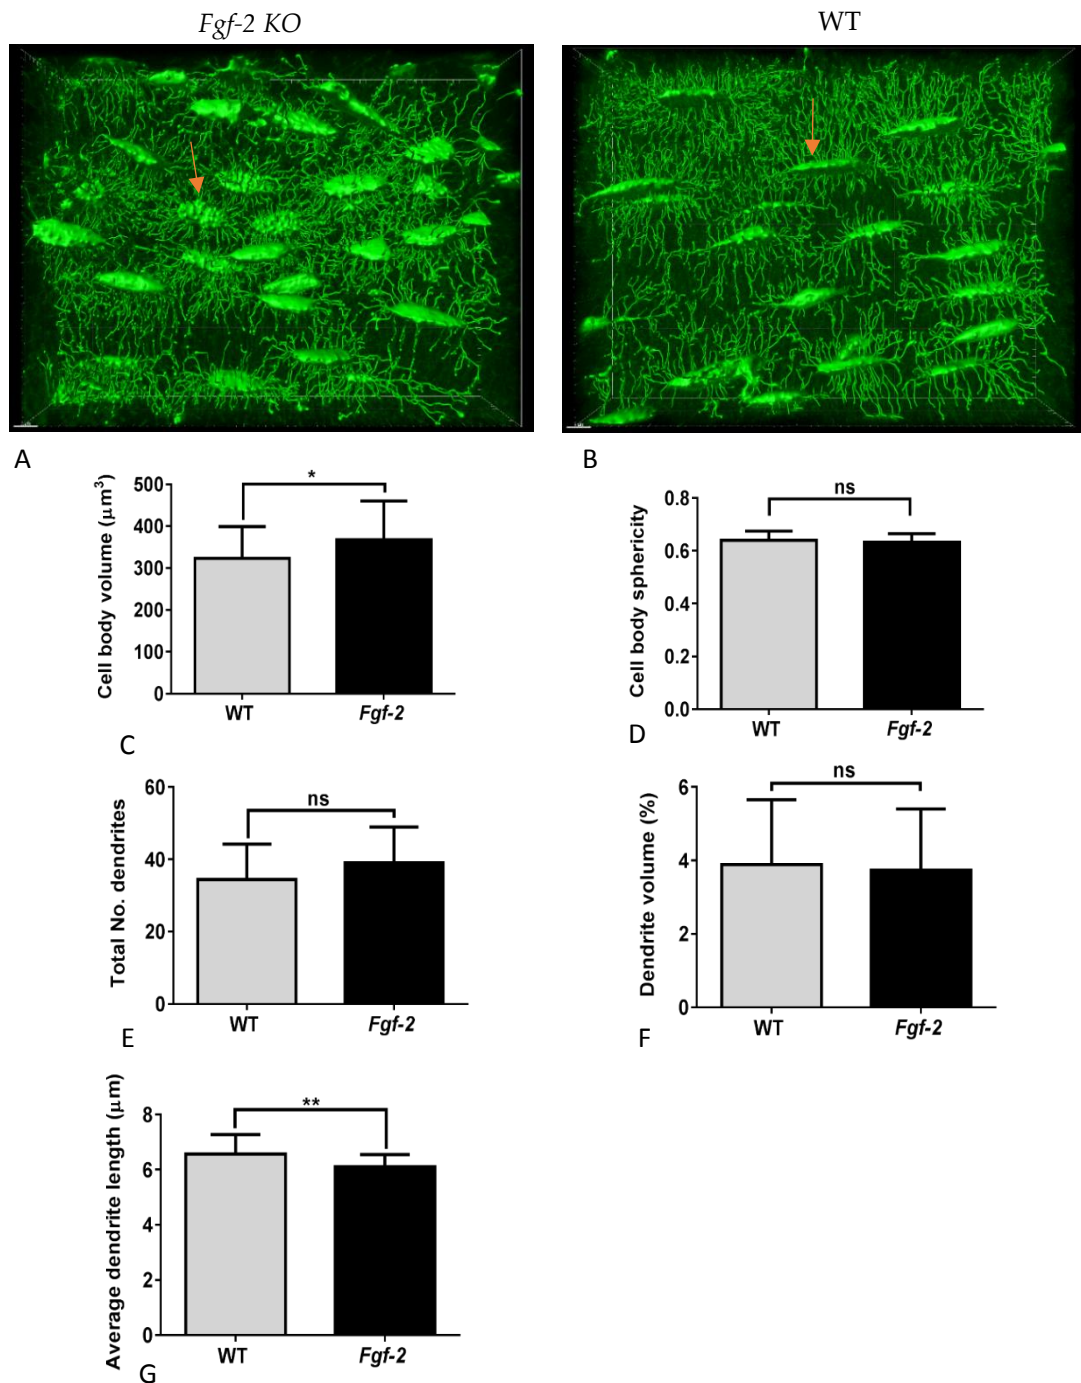 Fgf-2 KO
WT
A
B
Cell body volume (μm³)
500
400
300
200
100
0
*
WT
Fgf-2
C
Cell body sphericity
0.8
0.6
0.4
0.2
0.0
ns
WT
Fgf-2
D
Total No. dendrites
60
40
20
0
ns
WT
Fgf-2
E
Dendrite volume (%)
6
4
2
0
ns
WT
Fgf-2
F
Average dendrite length (μm)
8
6
4
2
0
**
WT
Fgf-2
G